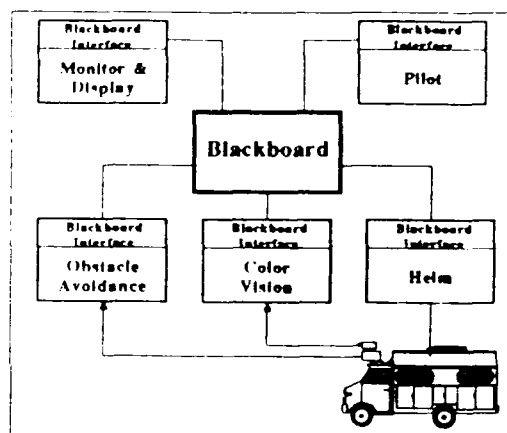 Blackboard
Interface
Monitor &
Display
Blackboard
Interface
Pilot
Blackboard
Blackboard
Interface
Obstacle
Avoidance
Blackboard
Interface
Color
Vision
Blackboard
Interface
Helm